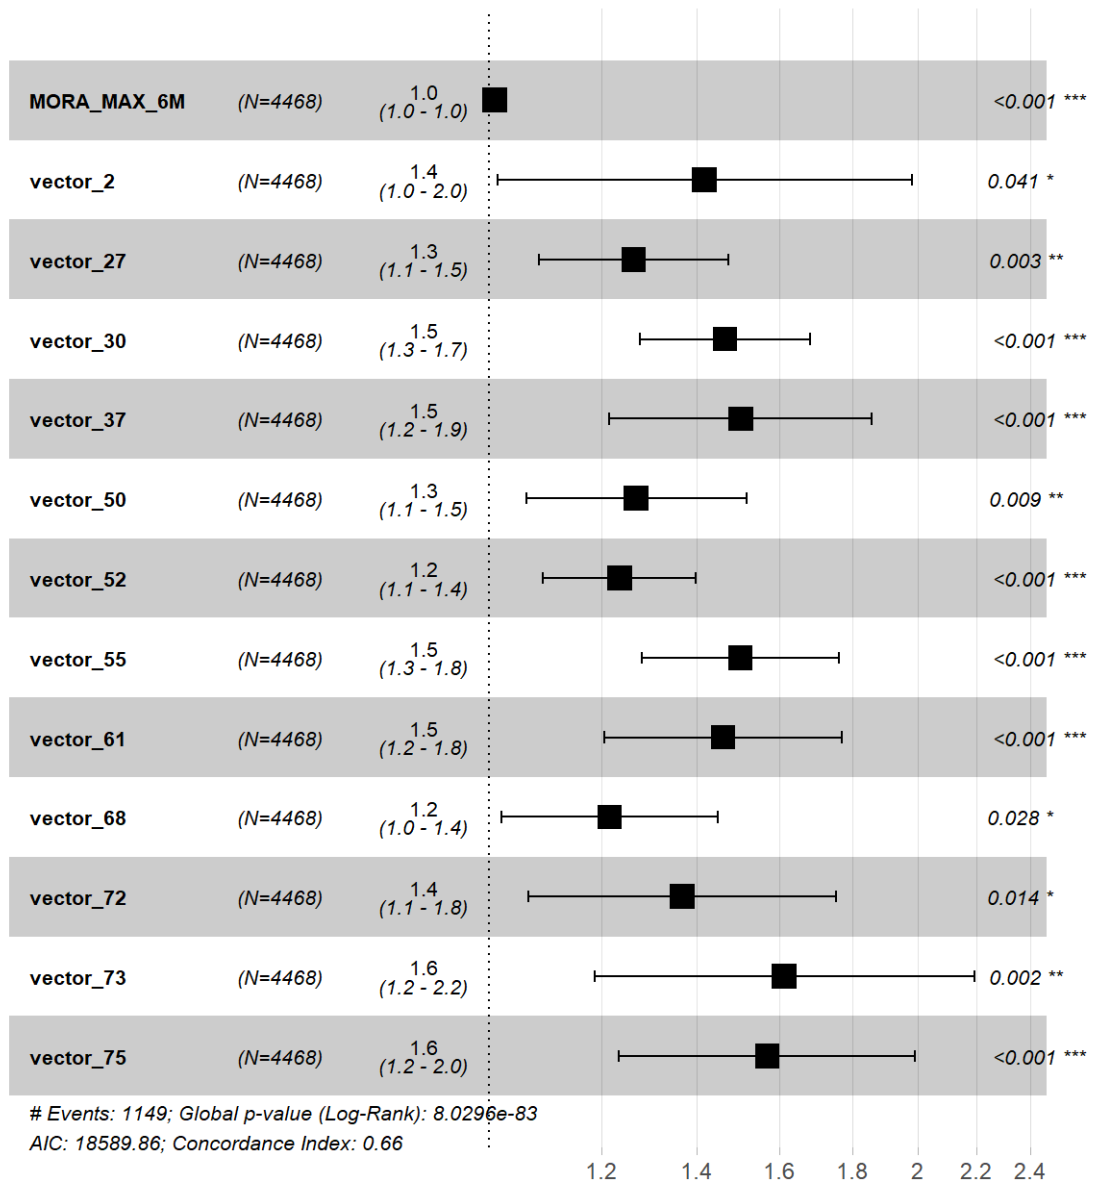 MORA_MAX_6M (N=4468) 1.0 <0.001 ***
(1.0 - 1.0)
vector_2 (N=4468) 1.4 0.041 *
(1.0 - 2.0)
vector_27 (N=4468) 1.3 0.003 **
(1.1 - 1.5)
vector_30 (N=4468) 1.5 <0.001 ***
(1.3 - 1.7)
vector_37 (N=4468) 1.5 <0.001 ***
(1.2 - 1.9)
vector_50 (N=4468) 1.3 0.009 **
(1.1 - 1.5)
vector_52 (N=4468) 1.2 <0.001 ***
(1.1 - 1.4)
vector_55 (N=4468) 1.5 <0.001 ***
(1.3 - 1.8)
vector_61 (N=4468) 1.5 <0.001 ***
(1.2 - 1.8)
vector_68 (N=4468) 1.2 0.028 *
(1.0 - 1.4)
vector_72 (N=4468) 1.4 0.014 *
(1.1 - 1.8)
vector_73 (N=4468) 1.6 0.002 **
(1.2 - 2.2)
vector_75 (N=4468) 1.6 <0.001 ***
(1.2 - 2.0)
# Events: 1149; Global p-value (Log-Rank): 8.0296e-83
AIC: 18589.86; Concordance Index: 0.66
1.2 1.4 1.6 1.8 2 2.2 2.4